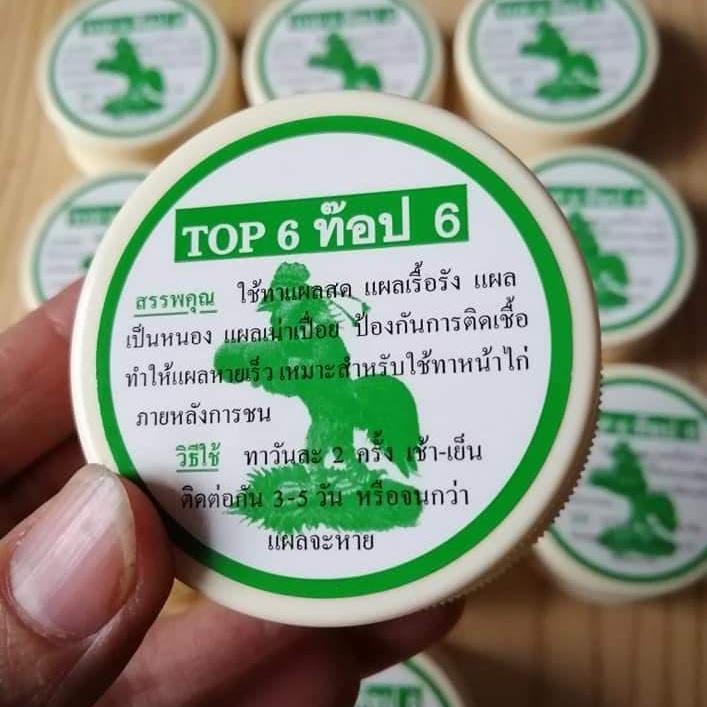 TOP 6 ท๊อป 6
สรรพคุณ ใช้ทาแผลสด แผลเรื้อรัง แผล
เป็นหนอง แผลเน่าเปื่อย ป้องกันการติดเชื้อ
ทำให้แผลหายเร็ว เหมาะสำหรับใช้ทาหน้าไก่
ภายหลังการชน
วิธีใช้ ทาวันละ 2 ครั้ง เช้า-เย็น
ติดต่อกัน 3-5 วัน หรือจนกว่า
แผลจะหาย